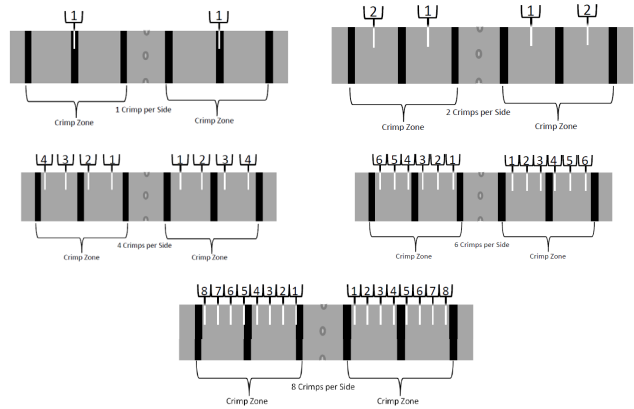 1 1
1 Crimp per Side
Crimp Zone Crimp Zone
2 1 1 2
2 Crimps per Side
Crimp Zone Crimp Zone
4 3 2 1 1 2 3 4
4 Crimps per Side
Crimp Zone Crimp Zone
6 5 4 3 2 1 1 2 3 4 5 6
6 Crimps per Side
Crimp Zone Crimp Zone
8 7 6 5 4 3 2 1 1 2 3 4 5 6 7 8
8 Crimps per Side
Crimp Zone Crimp Zone